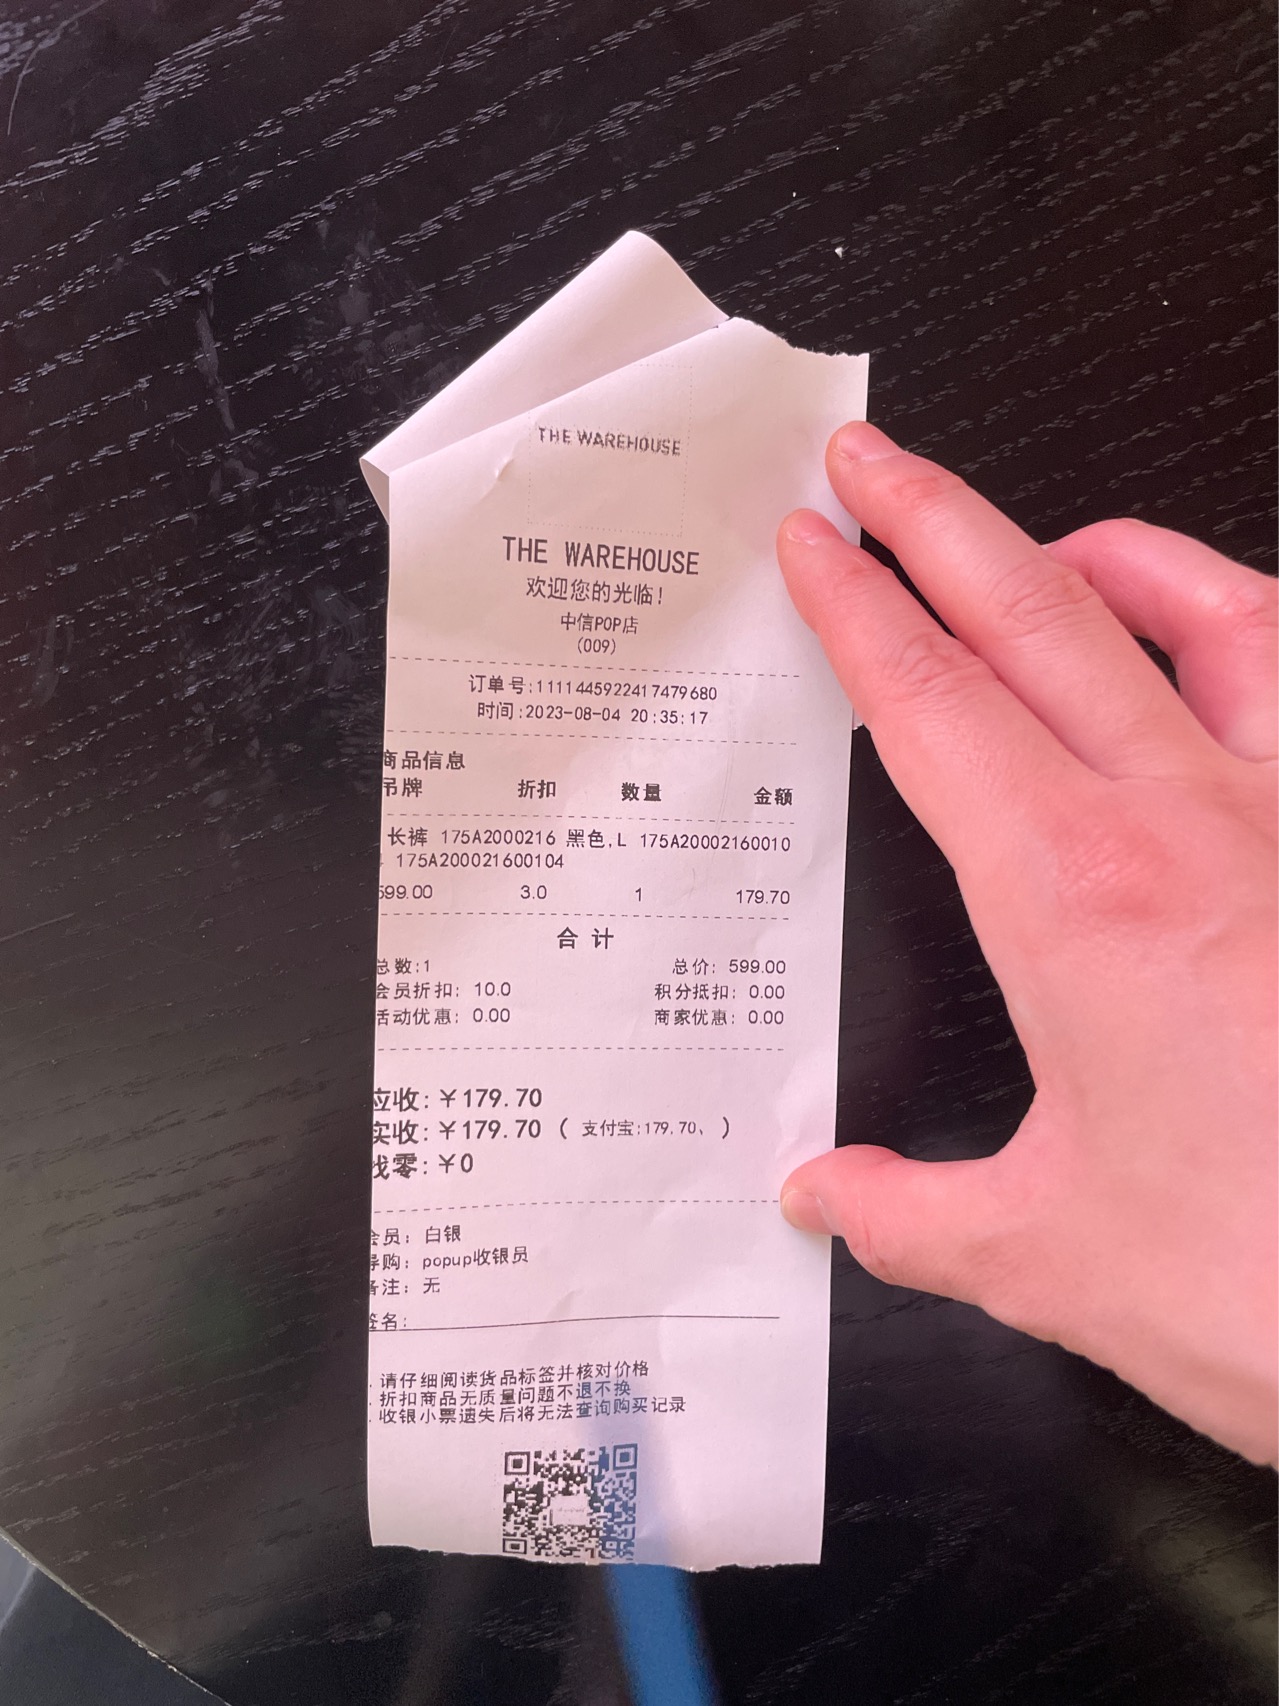 THE WAREHOUSE
THE WAREHOUSE
欢迎您的光临!
中信POP店
(009)
订单号:1111445922417479680
时间:2023-08-04 20:35:17
商品信息
吊牌 折扣 数量 金额
长裤 175A2000216 黑色,L 175A20002160010
175A200021600104
599.00 3.0 1 179.70
合 计
总数:1 总价: 599.00
会员折扣: 10.0 积分抵扣: 0.00
活动优惠: 0.00 商家优惠: 0.00
应收:¥179.70
实收:¥179.70 ( 支付宝:179.70、 )
找零:¥0
会员: 白银
导购: popup收银员
备注: 无
签名:
. 请仔细阅读货品标签并核对价格
. 折扣商品无质量问题不退不换
. 收银小票遗失后将无法查询购买记录